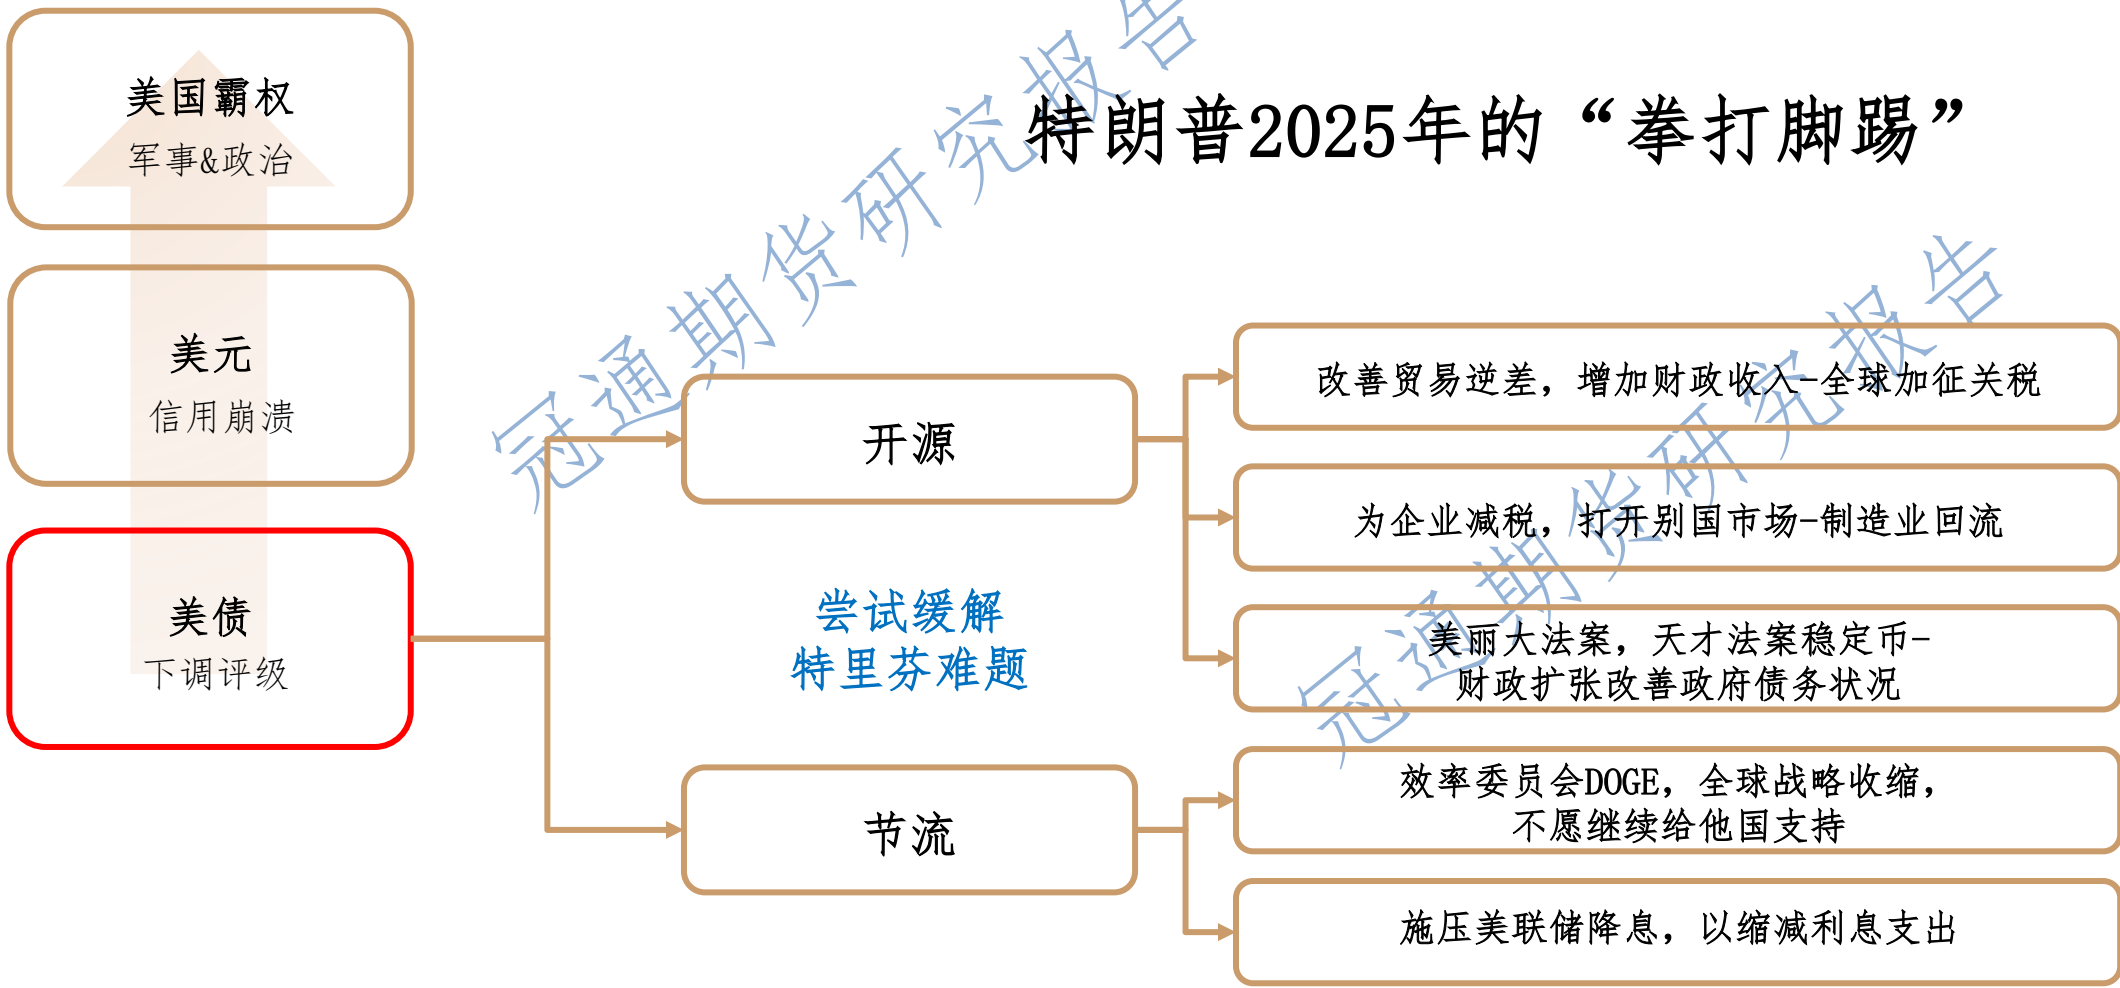 特朗普2025年的“拳打脚踢”
美国霸权
军事&政治
美元
信用崩溃
美债
下调评级
开源
尝试缓解
特里芬难题
节流
改善贸易逆差，增加财政收入-全球加征关税
为企业减税，打开别国市场-制造业回流
美丽大法案，天才法案稳定币-
财政扩张改善政府债务状况
效率委员会DOGE，全球战略收缩，
不愿继续给他国支持
施压美联储降息，以缩减利息支出
冠通期货研究报告
冠通期货研究报告